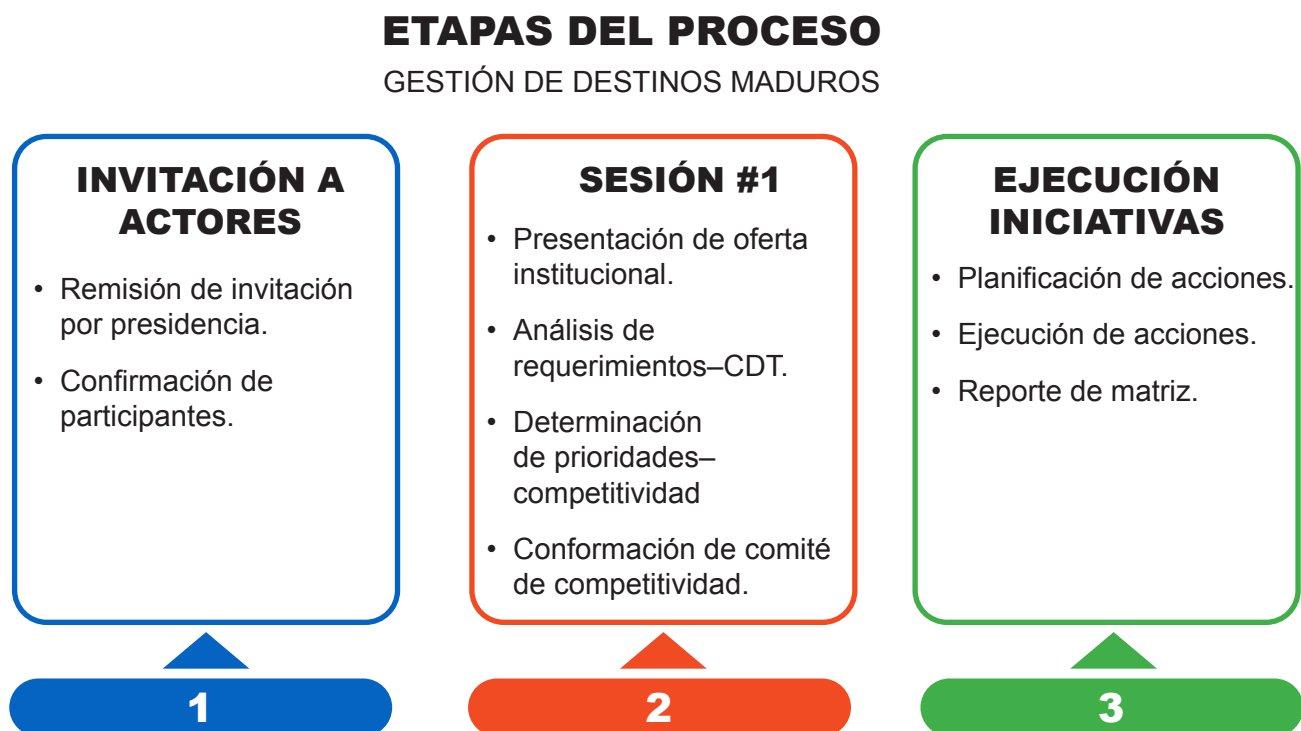 ETAPAS DEL PROCESO
GESTIÓN DE DESTINOS MADUROS
INVITACIÓN A
ACTORES
• Remisión de invitación
por presidencia.
• Confirmación de
participantes.
1
SESIÓN #1
• Presentación de oferta
institucional.
• Análisis de
requerimientos–CDT.
• Determinación
de prioridades–
competitividad
• Conformación de comité
de competitividad.
2
EJECUCIÓN
INICIATIVAS
• Planificación de acciones.
• Ejecución de acciones.
• Reporte de matriz.
3